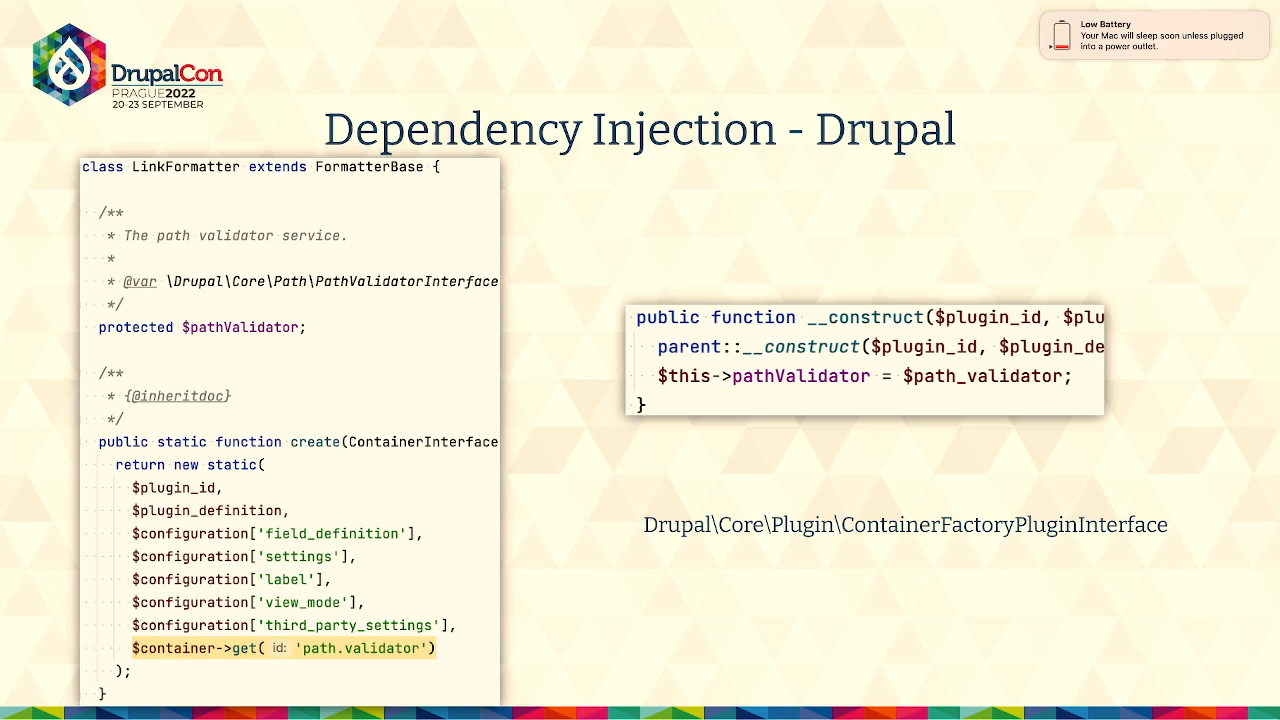 Low Battery
Your Mac will sleep soon unless plugged
into a power outlet.
DrupalCon
PRAGUE2022
20-23 SEPTEMBER
Dependency Injection - Drupal
class LinkFormatter extends FormatterBase {
/**
* The path validator service.
*
* @var \Drupal\Core\Path\PathValidatorInterface
*/
protected $pathValidator;
/**
* {@inheritdoc}
*/
public static function create(ContainerInterface
return new static(
$plugin_id,
$plugin_definition,
$configuration['field_definition'],
$configuration['settings'],
$configuration['label'],
$configuration['view_mode'],
$configuration['third_party_settings'],
$container->get( id: 'path.validator')
);
}
public function __construct($plugin_id, $plu
parent::__construct($plugin_id, $plugin_de
$this->pathValidator = $path_validator;
}
Drupal\Core\Plugin\ContainerFactoryPluginInterface